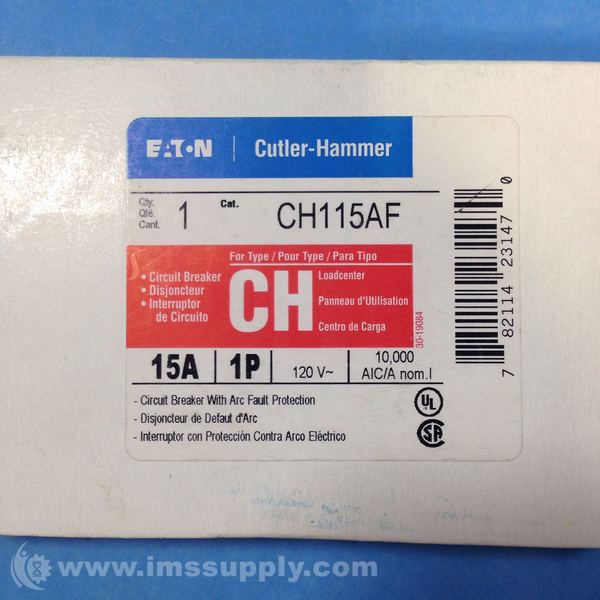 EATON | Cutler-Hammer
Qty.
Qté.
Cant.
1
Cat.
CH115AF
For Type / Pour Type / Para Tipo
• Circuit Breaker
• Disjoncteur
• Interruptor
de Circuito
CH
Loadcenter
Panneau d'Utilisation
Centro de Carga
30-19084
15A
1P
120 V~
10,000
AIC/A nom.I
- Circuit Breaker With Arc Fault Protection
- Disjoncteur de Defaut d'Arc
- Interruptor con Protección Contra Arco Eléctrico
UL
SA
7 82114 23147 0
www.imssupply.com